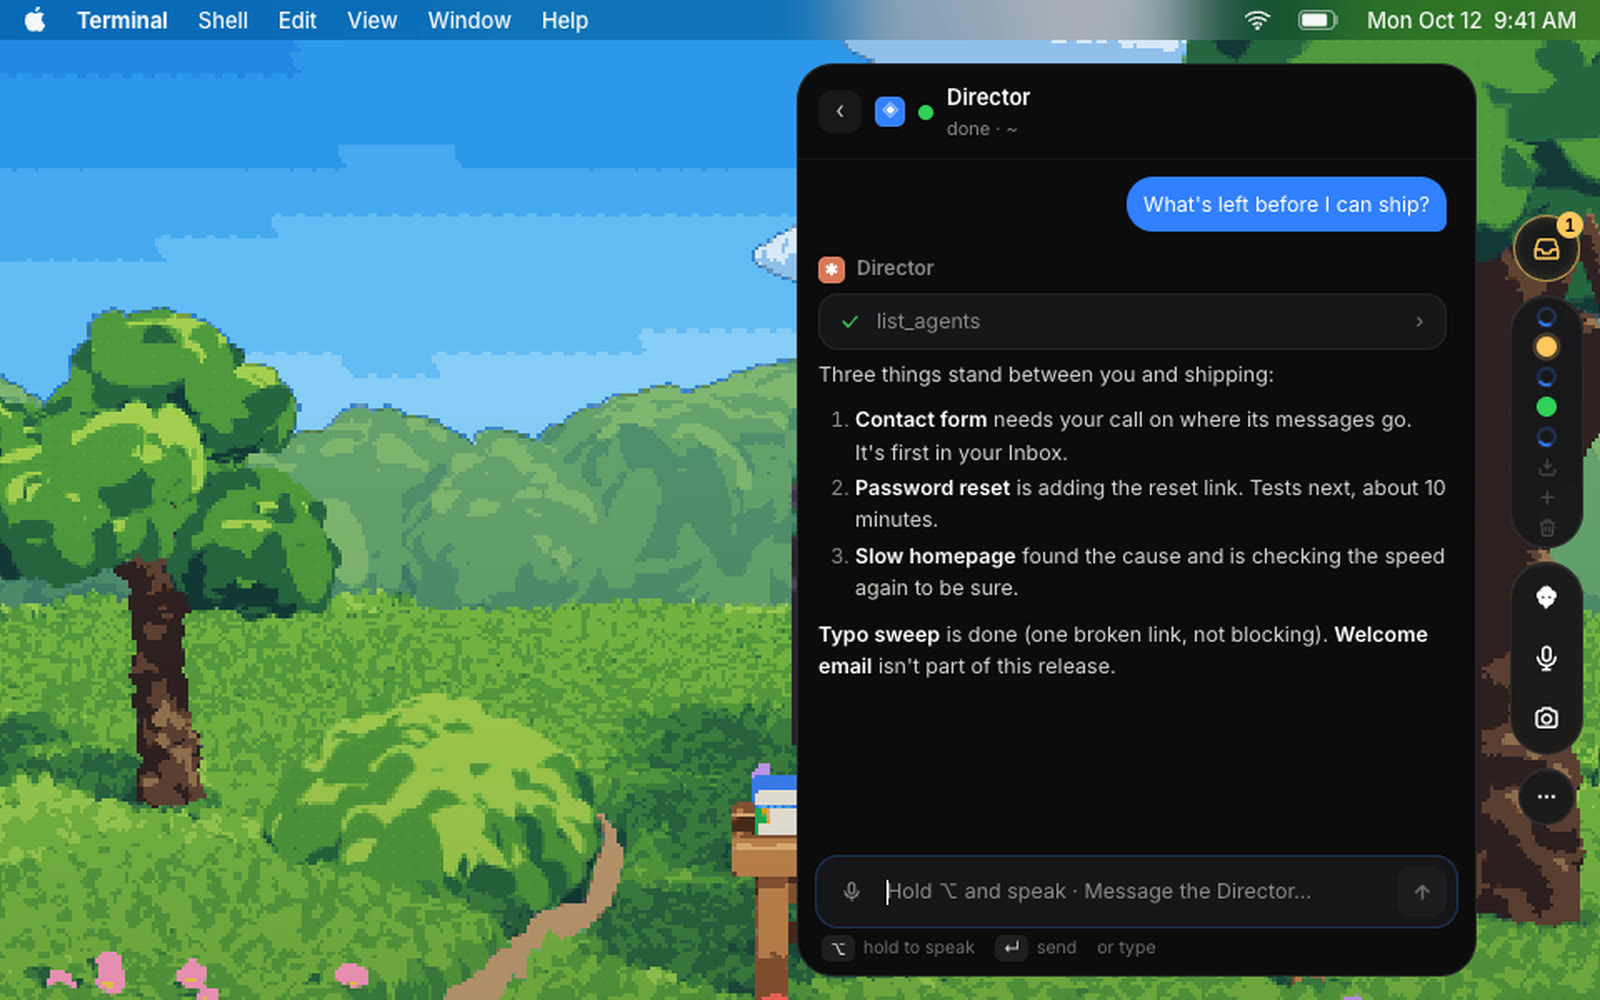 Terminal Shell Edit View Window Help Mon Oct 12 9:41 AM
Director
done · ~
What's left before I can ship?
1
Director
list_agents
Three things stand between you and shipping:
1. Contact form needs your call on where its messages go.
It's first in your Inbox.
2. Password reset is adding the reset link. Tests next, about 10
minutes.
3. Slow homepage found the cause and is checking the speed
again to be sure.
Typo sweep is done (one broken link, not blocking). Welcome
email isn't part of this release.
Hold ⌥ and speak · Message the Director...
⌥ hold to speak ↵ send or type